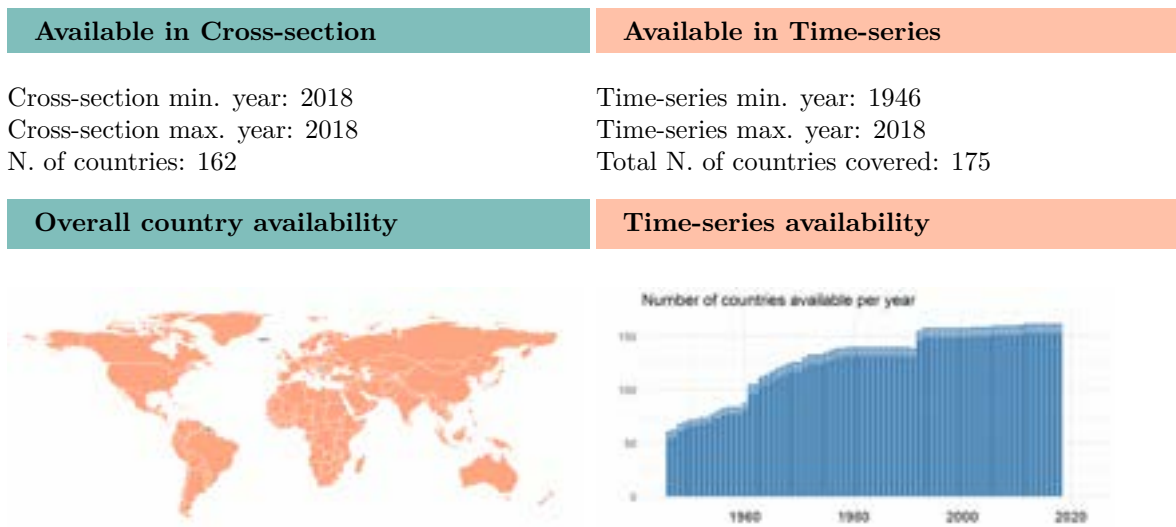 Available in Cross-section
Available in Time-series
Cross-section min. year: 2018
Cross-section max. year: 2018
N. of countries: 162
Time-series min. year: 1946
Time-series max. year: 2018
Total N. of countries covered: 175
Overall country availability
Time-series availability
Number of countries available per year
150
100
50
0
1960
1980
2000
2020